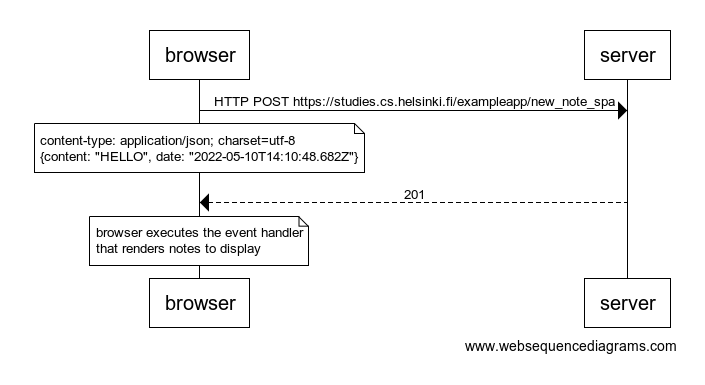 browser
server
HTTP POST https://studies.cs.helsinki.fi/exampleapp/new_note_spa
content-type: application/json; charset=utf-8
{content: "HELLO", date: "2022-05-10T14:10:48.682Z"}
201
browser executes the event handler
that renders notes to display
browser
server
www.websequencediagrams.com